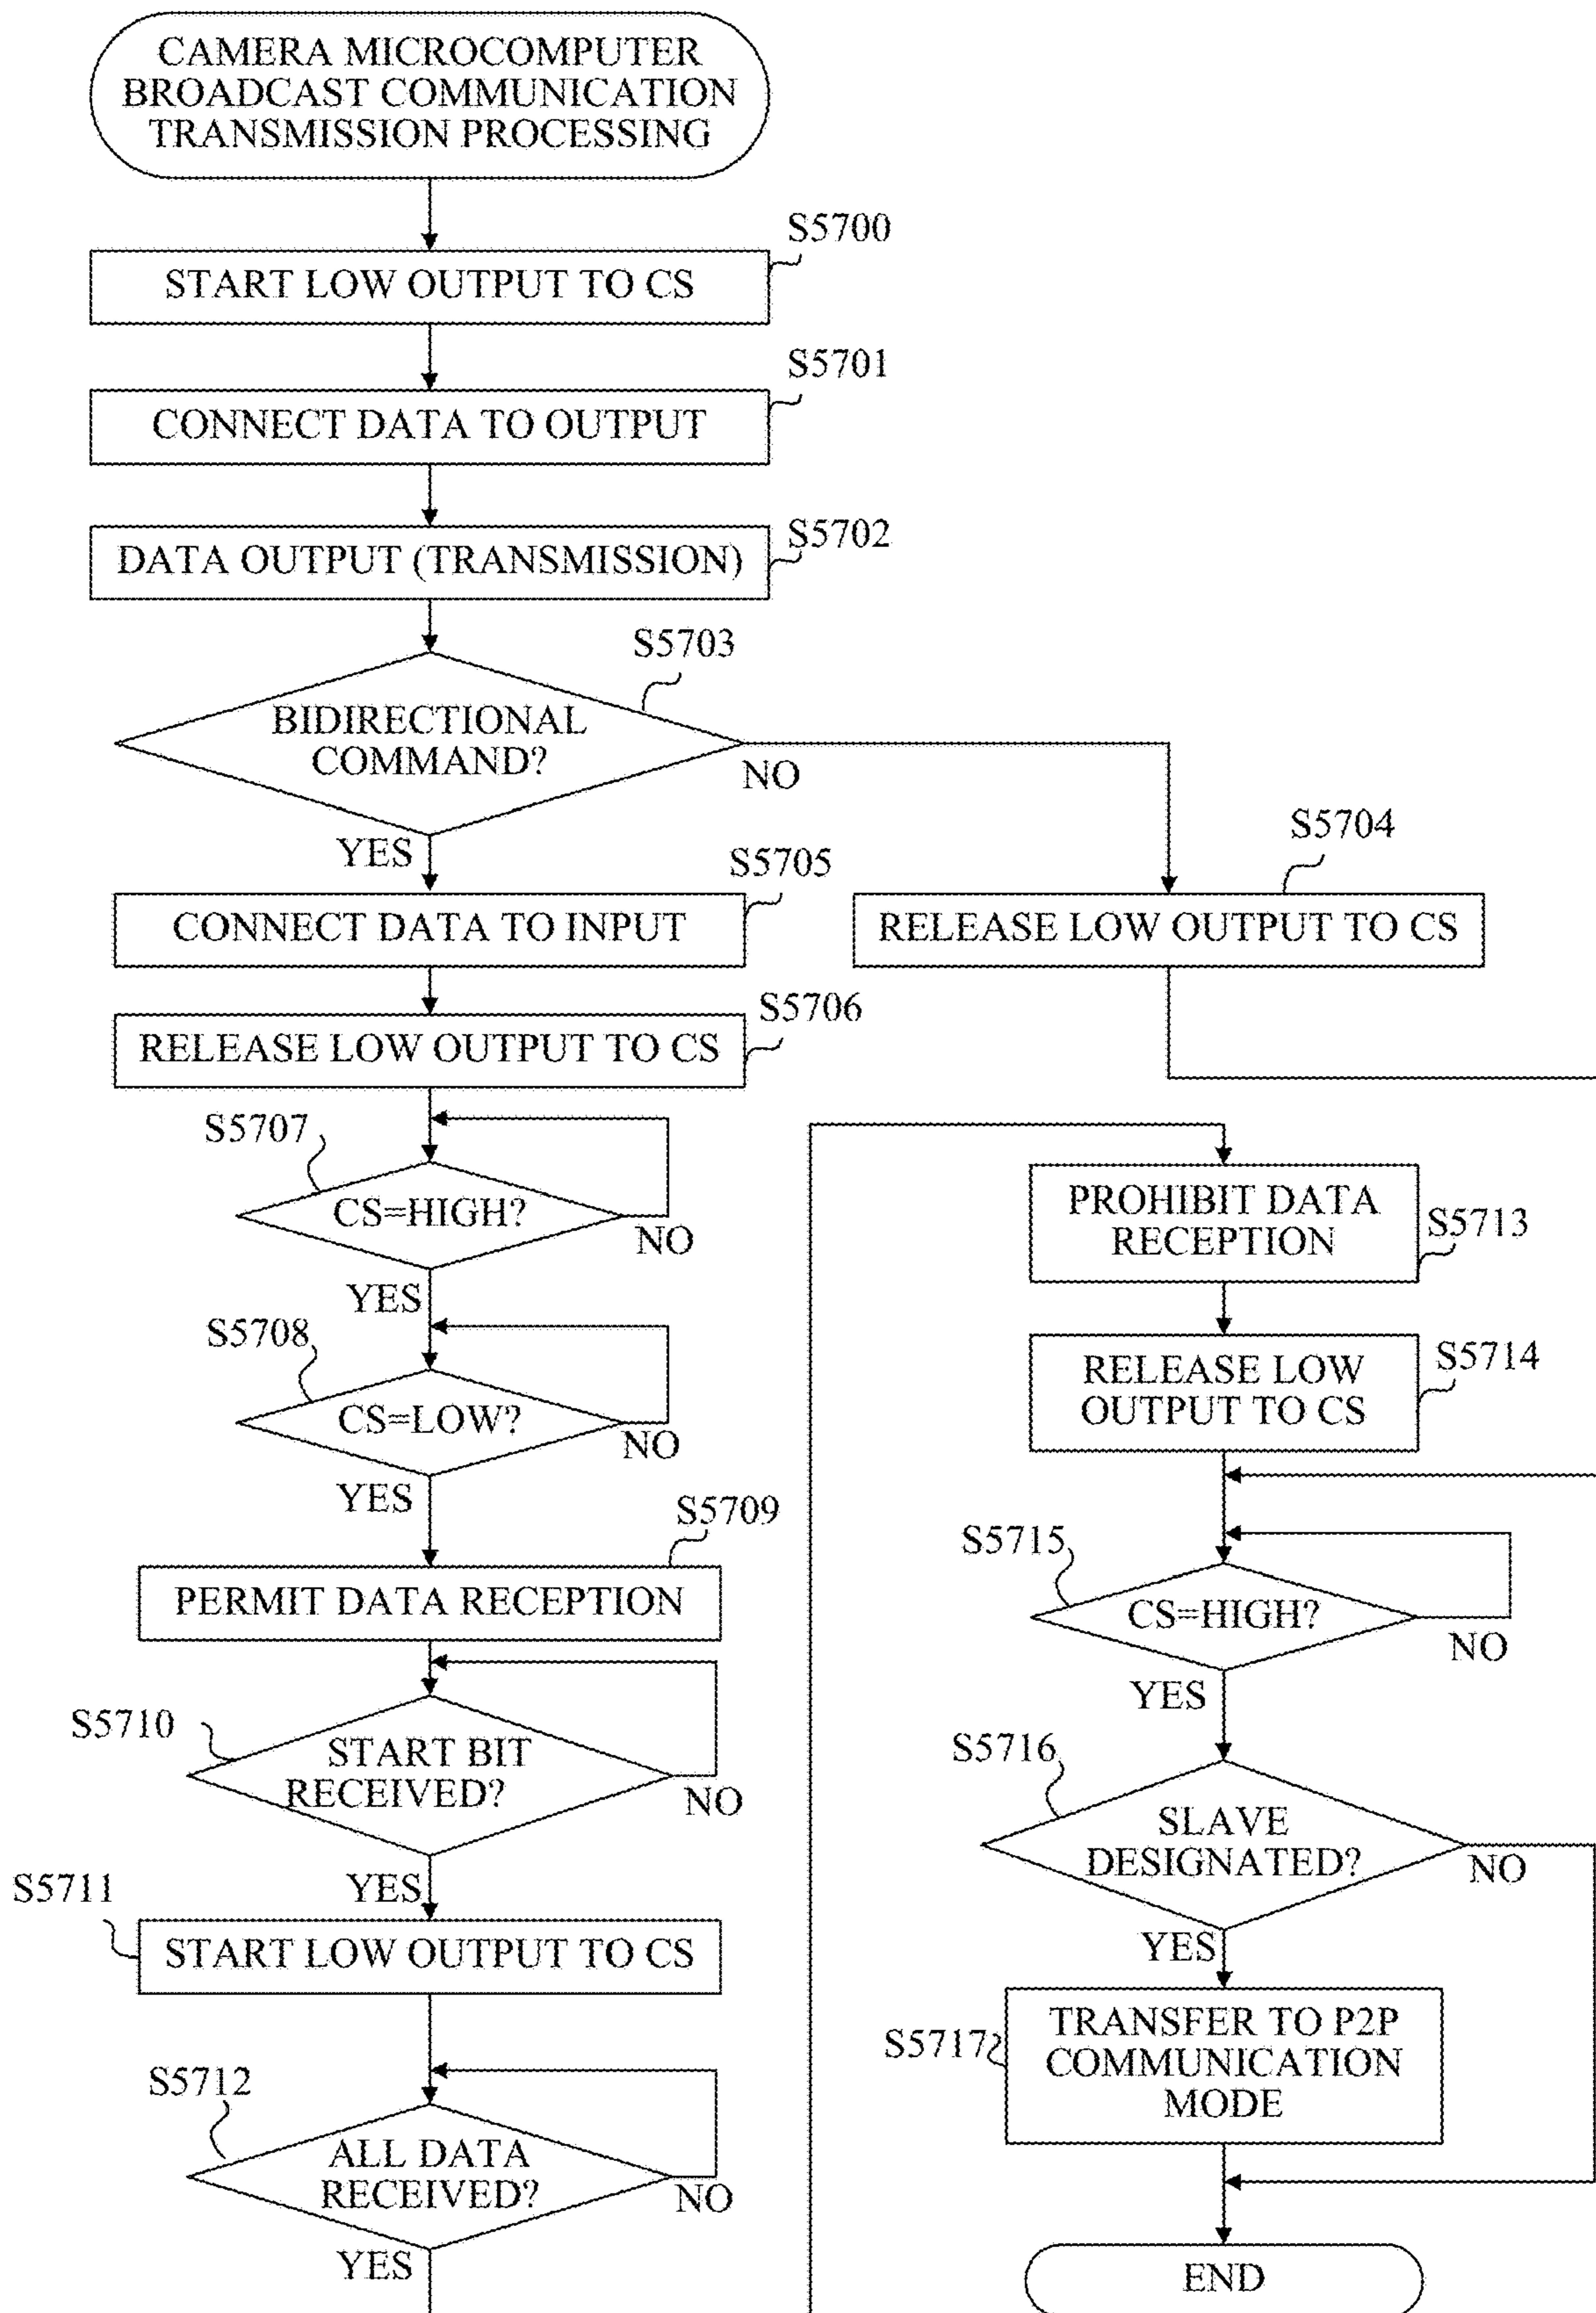 CAMERA MICROCOMPUTER
BROADCAST COMMUNICATION
TRANSMISSION PROCESSING
S5700
START LOW OUTPUT TO CS
S5701
CONNECT DATA TO OUTPUT
S5702
DATA OUTPUT (TRANSMISSION)
S5703
BIDIRECTIONAL
COMMAND?
NO
YES
S5704
RELEASE LOW OUTPUT TO CS
S5705
CONNECT DATA TO INPUT
S5706
RELEASE LOW OUTPUT TO CS
S5707
CS=HIGH?
NO
YES
S5708
CS=LOW?
NO
YES
S5709
PERMIT DATA RECEPTION
S5710
START BIT
RECEIVED?
NO
YES
S5711
START LOW OUTPUT TO CS
S5712
ALL DATA
RECEIVED?
NO
YES
PROHIBIT DATA
RECEPTION
S5713
RELEASE LOW
OUTPUT TO CS
S5714
S5715
CS=HIGH?
NO
YES
S5716
SLAVE
DESIGNATED?
NO
YES
S5717
TRANSFER TO P2P
COMMUNICATION
MODE
END